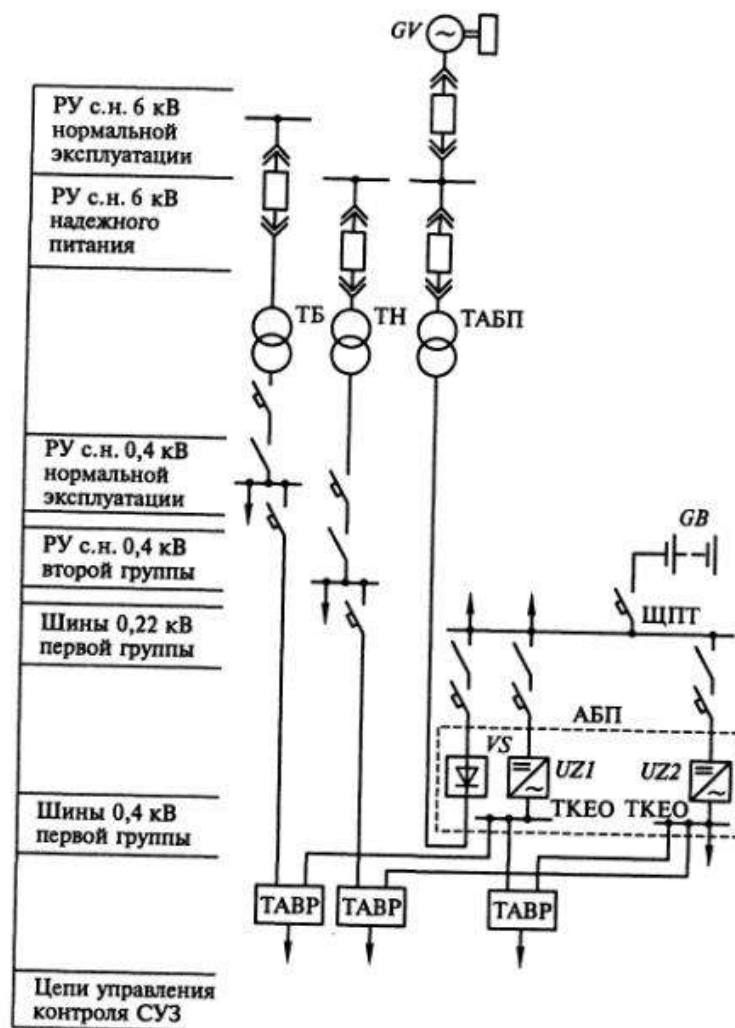 GV
РУ с.н. 6 кВ
нормальной
эксплуатации
РУ с.н. 6 кВ
надежного
питания
ТБ
ТН
ТАБП
РУ с.н. 0,4 кВ
нормальной
эксплуатации
GB
РУ с.н. 0,4 кВ
второй группы
ЩПТ
Шины 0,22 кВ
первой группы
АБП
VS
UZ1
UZ2
ТКЕО
ТКЕО
Шины 0,4 кВ
первой группы
ТАВР
ТАВР
ТАВР
Цепи управления
контроля СУЗ